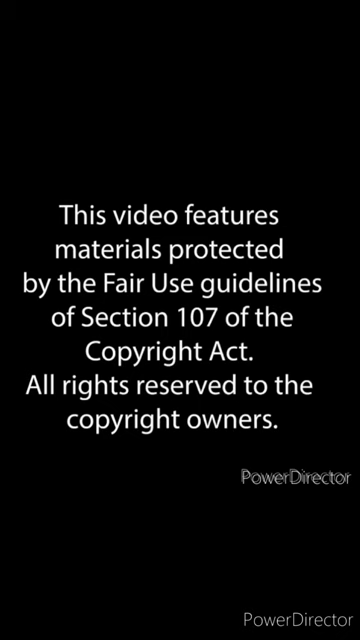 This video features
materials protected
by the Fair Use guidelines
of Section 107 of the
Copyright Act.
All rights reserved to the
copyright owners.
PowerDirector
PowerDirector